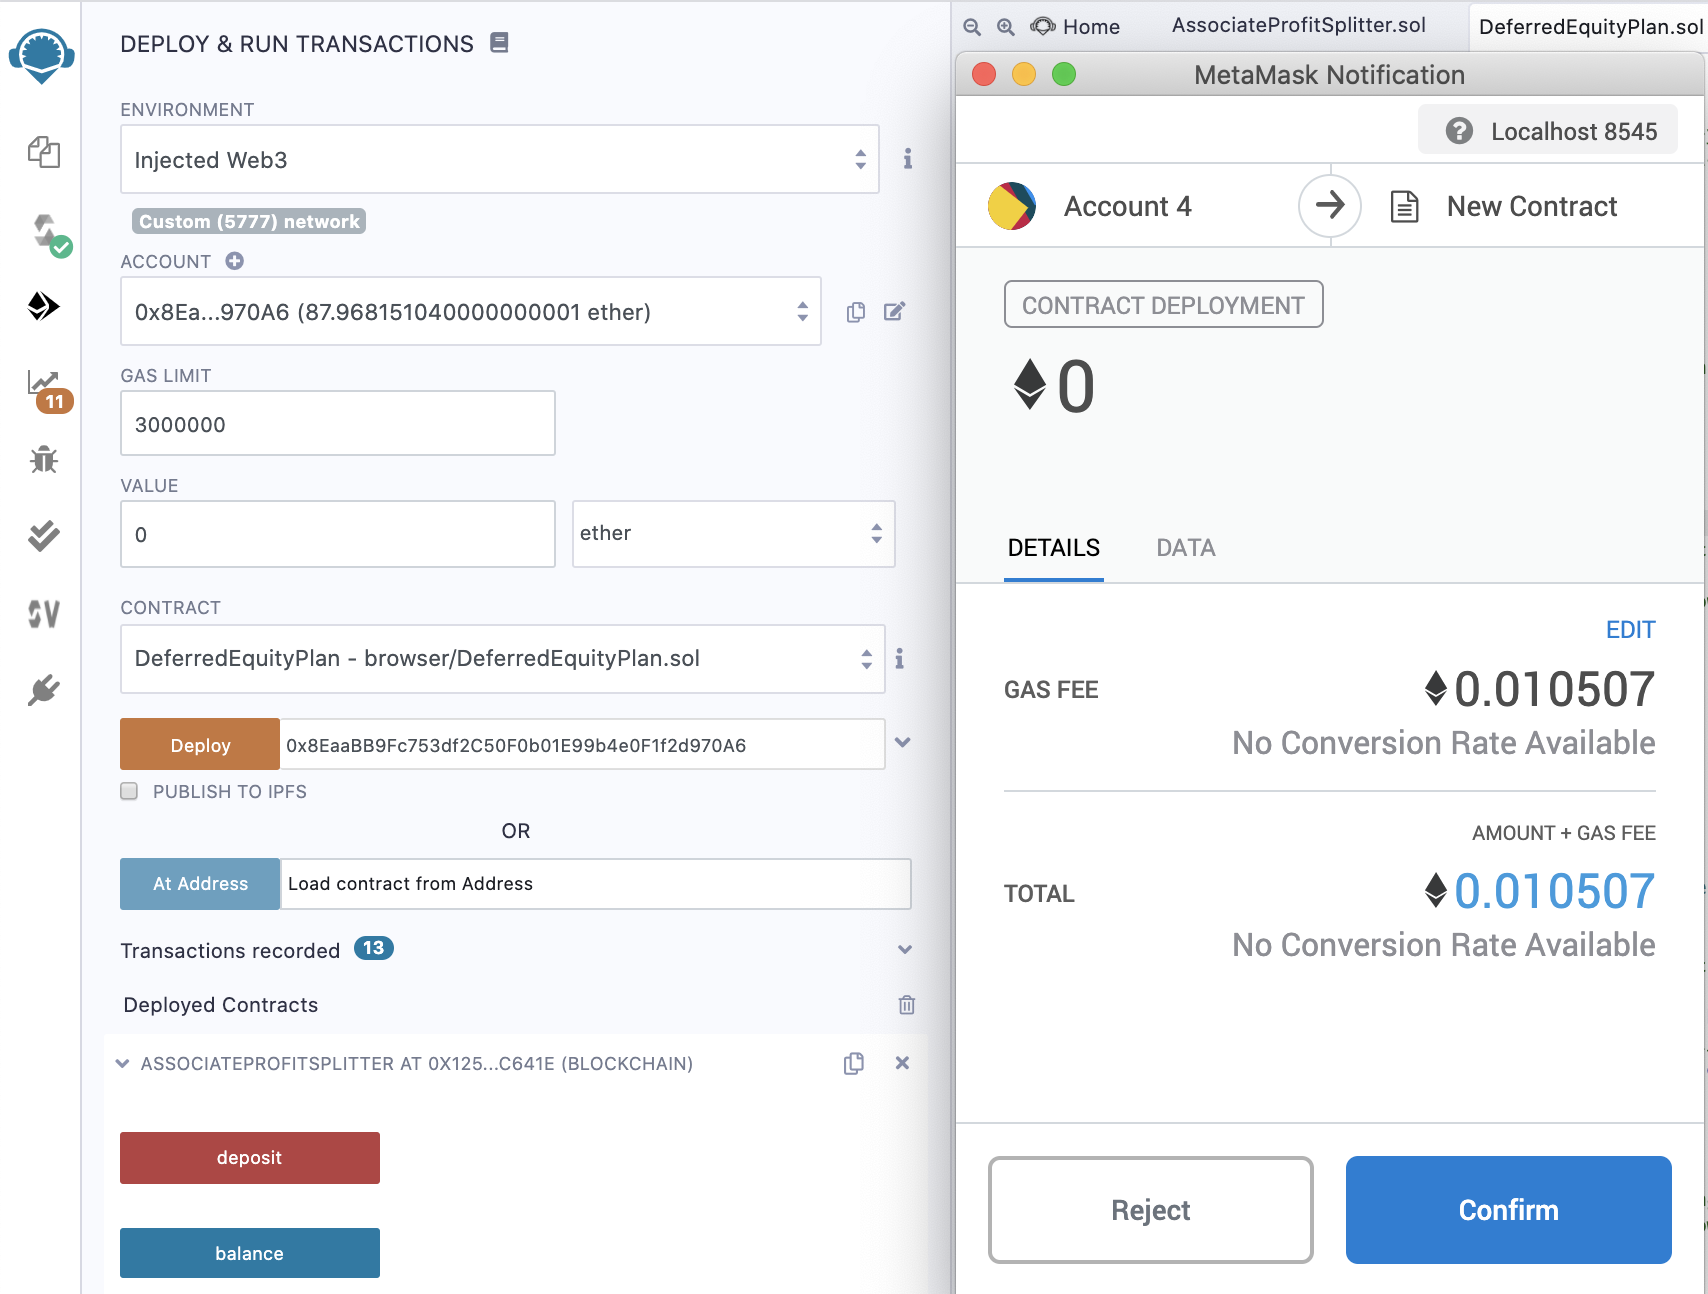 DEPLOY & RUN TRANSACTIONS
ENVIRONMENT
Injected Web3
Custom (5777) network
ACCOUNT
0x8Ea...970A6 (87.968151040000000001 ether)
GAS LIMIT
3000000
11
VALUE
0
ether
CONTRACT
SV
DeferredEquityPlan - browser/DeferredEquityPlan.sol
Deploy
0x8EaaBB9Fc753df2C50F0b01E99b4e0F1f2d970A6
PUBLISH TO IPFS
OR
At Address
Load contract from Address
Transactions recorded 13
Deployed Contracts
ASSOCIATEPROFITSPLITTER AT 0X125...C641E (BLOCKCHAIN)
deposit
balance
Home
AssociateProfitSplitter.sol
DeferredEquityPlan.sol
MetaMask Notification
Localhost 8545
Account 4
New Contract
CONTRACT DEPLOYMENT
0
DETAILS
DATA
EDIT
GAS FEE
0.010507
No Conversion Rate Available
AMOUNT + GAS FEE
TOTAL
0.010507
No Conversion Rate Available
Reject
Confirm